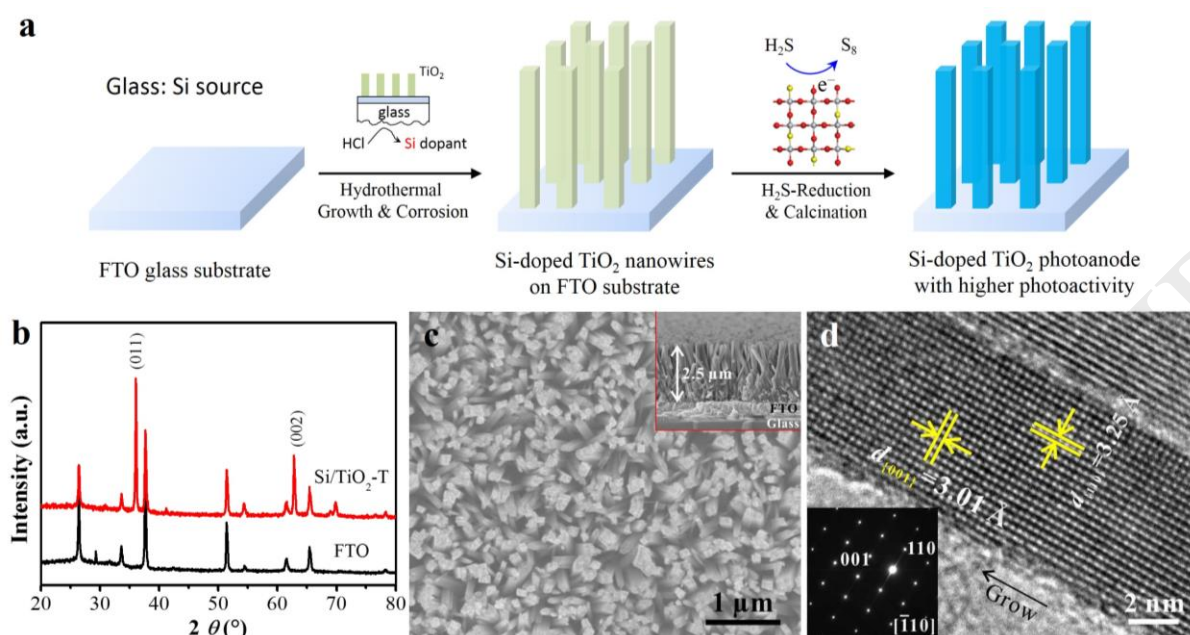 a
Glass: Si source
TiO₂
glass
HCl
Si dopant
Hydrothermal
Growth & Corrosion
H₂S
S₈
e⁻
H₂S-Reduction
& Calcination
FTO glass substrate
Si-doped TiO₂ nanowires
on FTO substrate
Si-doped TiO₂ photoanode
with higher photoactivity
b
Intensity (a.u.)
(011)
(002)
Si/TiO₂-T
FTO
20 30 40 50 60 70 80
2 θ (°)
c
2.5 μm
FTO
Glass
1 μm
d
d[001]=3.01 Å
=3.25Å
001
110
[1̄10]
Grow
2 nm